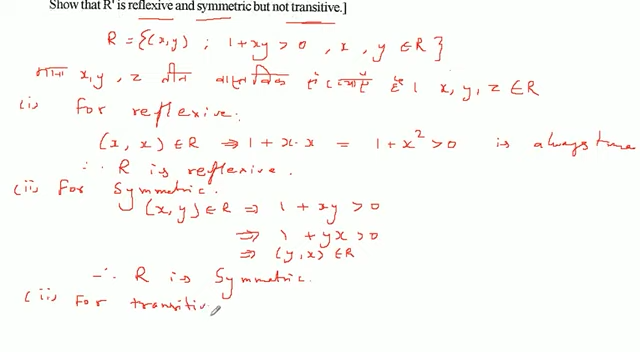 Show that R' is reflexive and symmetric but not transitive.]
R = {(x,y) ; 1+xy>0 , x , y ∈ R}
माना x,y, z तीन वास्तविक संख्याएँ हैं । x, y, z ∈ R
(i) For reflexive.
(x, x) ∈ R ⇒ 1+x·x = 1+x²>0 is always true
∴ R is reflexive.
(ii) For Symmetric.
(x,y) ∈ R ⇒ 1+xy >0
⇒ 1+yx>0
⇒ (y,x) ∈R
∴ R is Symmetric.
(iii) For transitiv